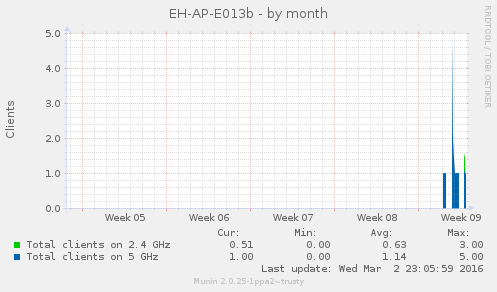 EH-AP-E013b - by month
RRDTOOL / TOBI OETIKER
Clients
5.0
4.0
3.0
2.0
1.0
0.0
Week 05 Week 06 Week 07 Week 08 Week 09
Cur: Min: Avg: Max:
Total clients on 2.4 GHz 0.51 0.00 0.63 3.00
Total clients on 5 GHz 1.00 0.00 1.14 5.00
Last update: Wed Mar 2 23:05:59 2016
Munin 2.0.25-1ppa2~trusty